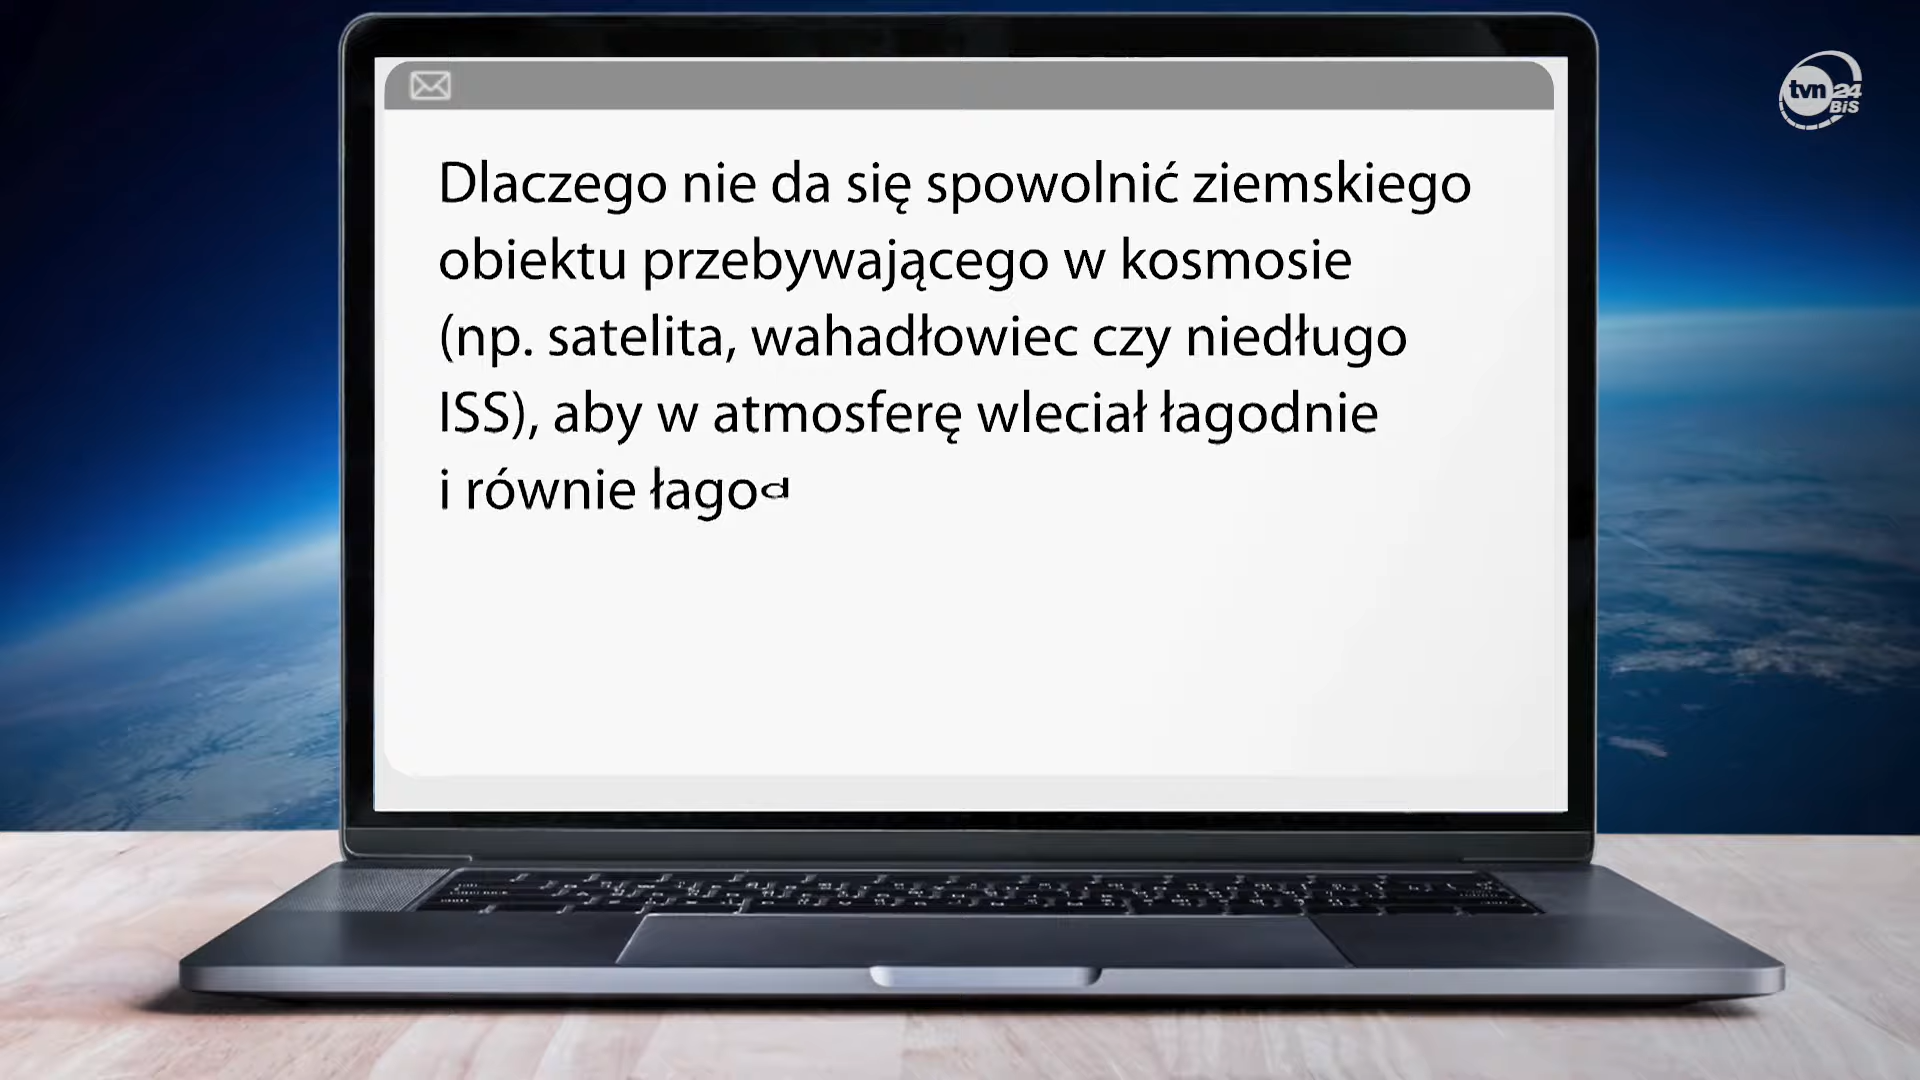 Dlaczego nie da się spowolnić ziemskiego
obiektu przebywającego w kosmosie
(np. satelita, wahadłowiec czy niedługo
ISS), aby w atmosferę wleciał łagodnie
i równie łagod
tvn24
BiS